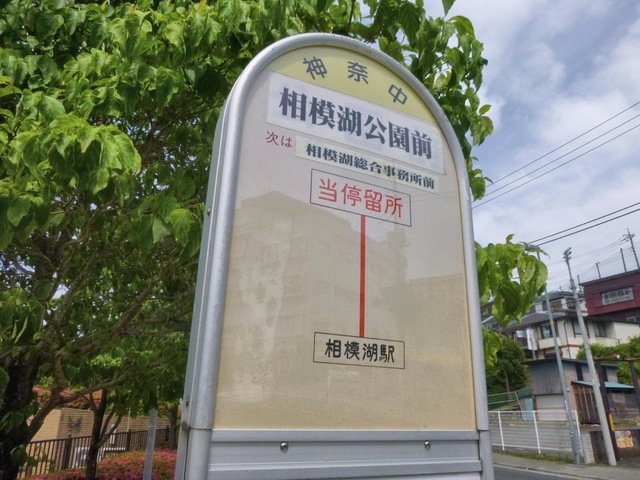 神奈中
相模湖公園前
次は 相模湖総合事務所前
当停留所
相模湖駅